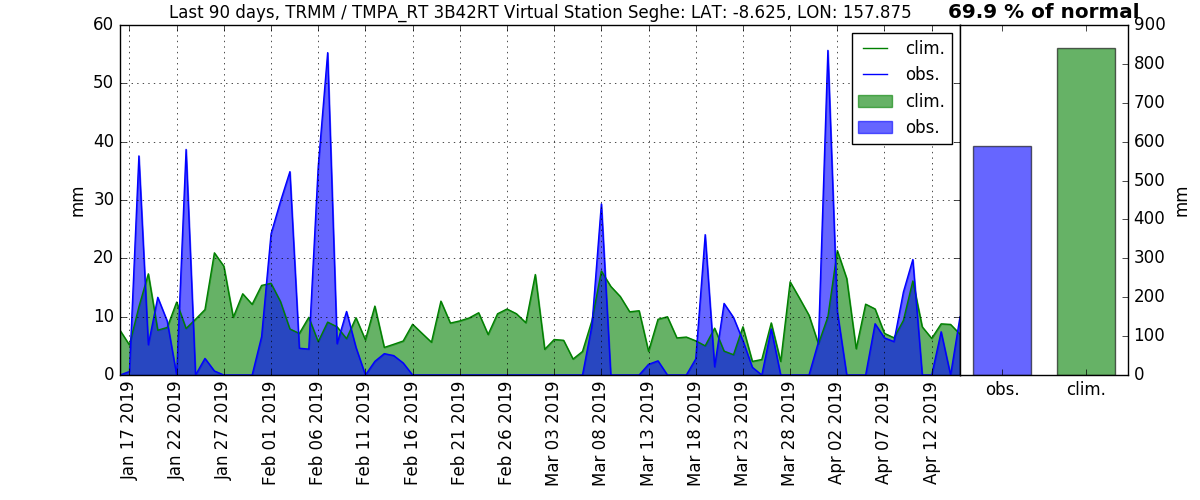 Last 90 days, TRMM / TMPA_RT 3B42RT Virtual Station Seghe: LAT: -8.625, LON: 157.875
69.9 % of normal
60
50
40
30
20
10
0
mm
clim.
obs.
clim.
obs.
Jan 17 2019
Jan 22 2019
Jan 27 2019
Feb 01 2019
Feb 06 2019
Feb 11 2019
Feb 16 2019
Feb 21 2019
Feb 26 2019
Mar 03 2019
Mar 08 2019
Mar 13 2019
Mar 18 2019
Mar 23 2019
Mar 28 2019
Apr 02 2019
Apr 07 2019
Apr 12 2019
900
800
700
600
500
400
300
200
100
0
mm
obs.
clim.